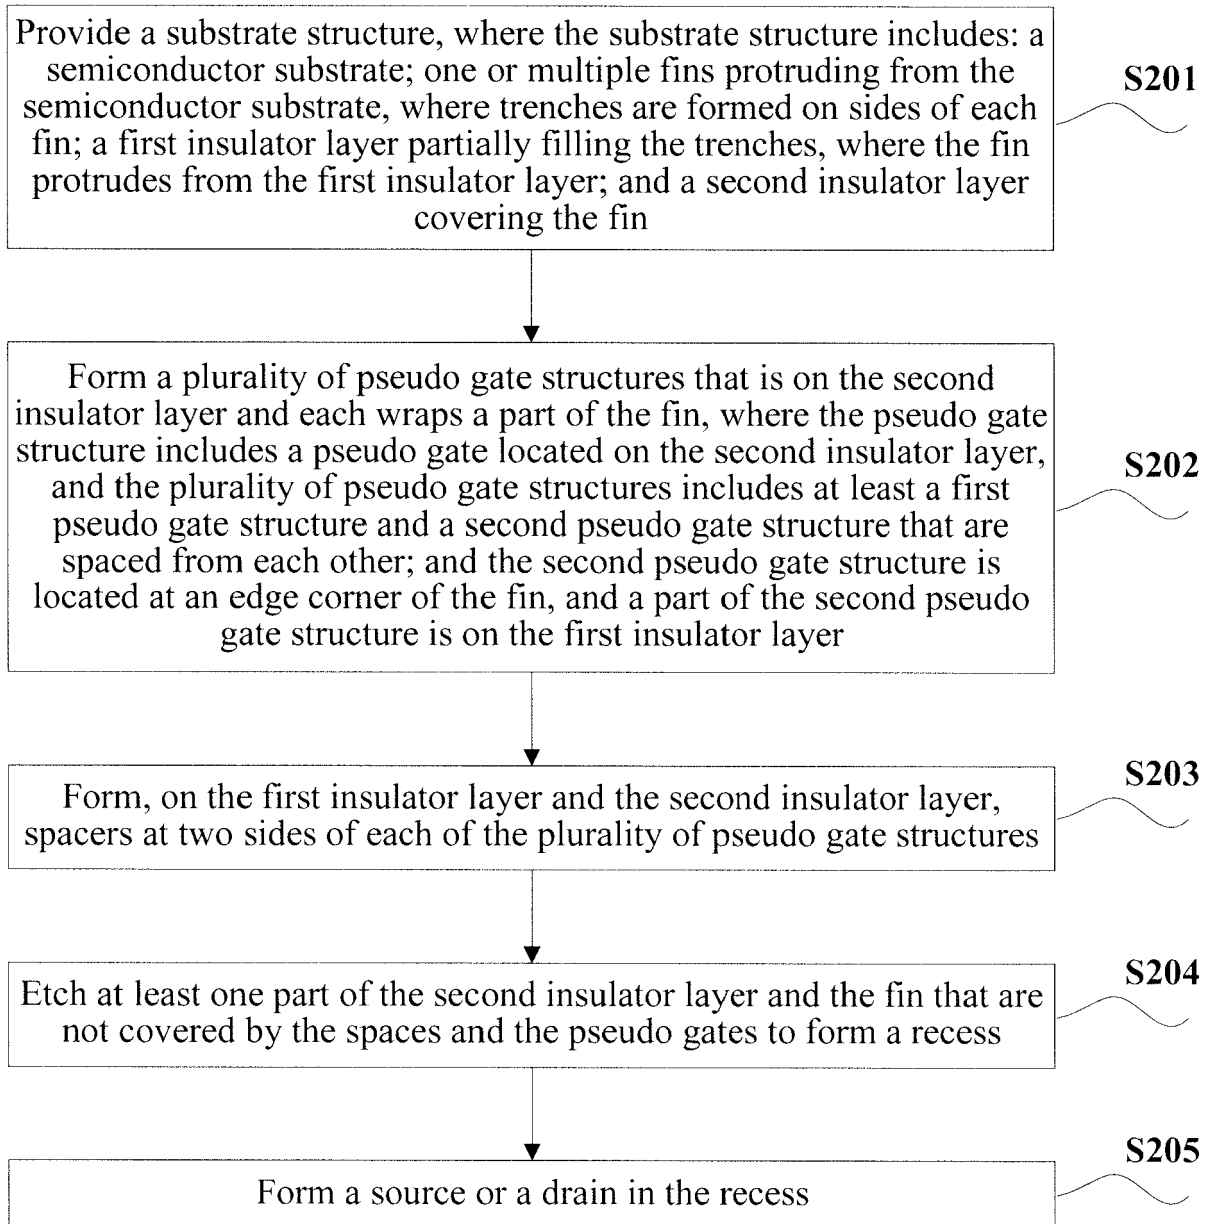 Provide a substrate structure, where the substrate structure includes: a
semiconductor substrate; one or multiple fins protruding from the
semiconductor substrate, where trenches are formed on sides of each
fin; a first insulator layer partially filling the trenches, where the fin
protrudes from the first insulator layer; and a second insulator layer
covering the fin
S201
Form a plurality of pseudo gate structures that is on the second
insulator layer and each wraps a part of the fin, where the pseudo gate
structure includes a pseudo gate located on the second insulator layer,
and the plurality of pseudo gate structures includes at least a first
pseudo gate structure and a second pseudo gate structure that are
spaced from each other; and the second pseudo gate structure is
located at an edge corner of the fin, and a part of the second pseudo
gate structure is on the first insulator layer
S202
Form, on the first insulator layer and the second insulator layer,
spacers at two sides of each of the plurality of pseudo gate structures
S203
Etch at least one part of the second insulator layer and the fin that are
not covered by the spaces and the pseudo gates to form a recess
S204
Form a source or a drain in the recess
S205